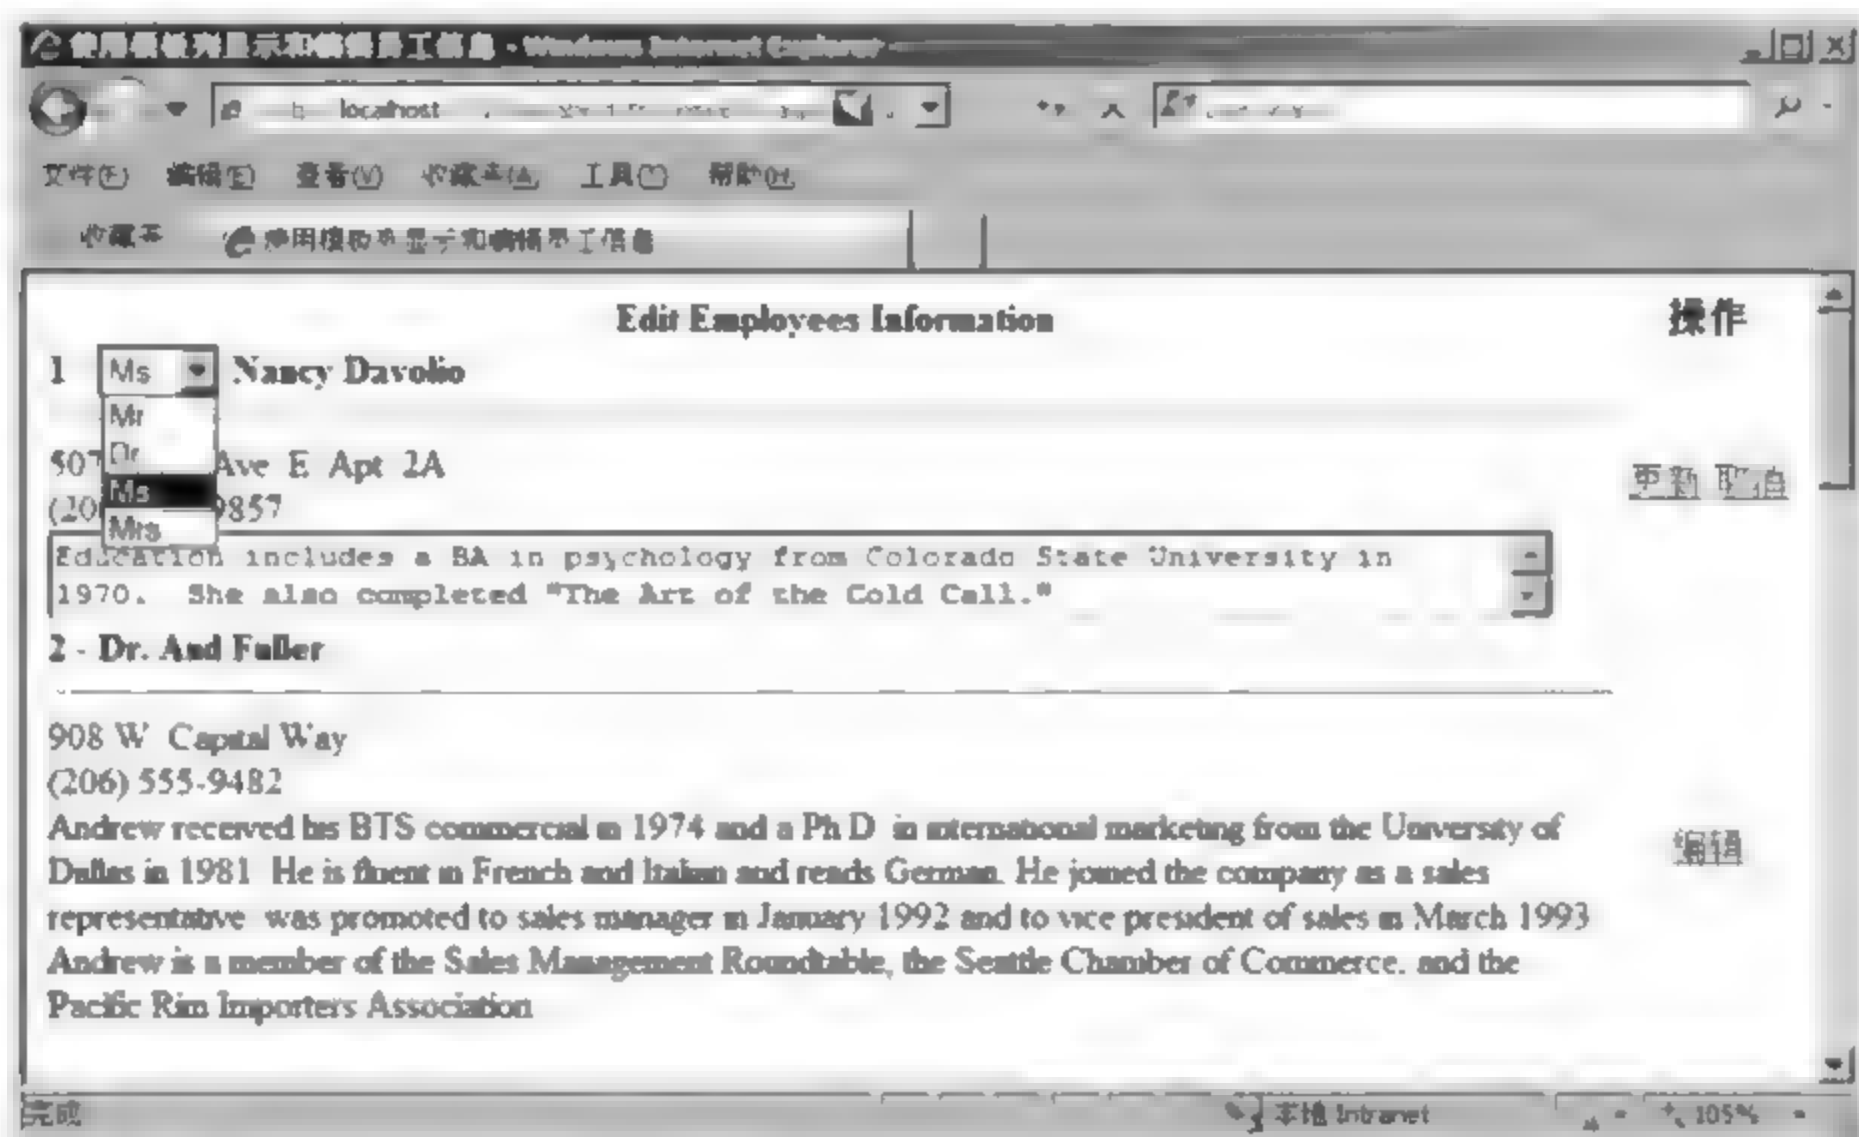 使用模板列显示和编辑员工信息 - Windows Internet Explorer
localhost
文件(F) 编辑(E) 查看(V) 收藏夹(A) 工具(T) 帮助(H)
收藏夹 使用模板列显示和编辑员工信息
Edit Employees Information 操作
1 Ms Nancy Davolio
Mr
Dr
Ms
Mrs
507 Ave E Apt 2A
(20 9857
更新 取消
Education includes a BA in psychology from Colorado State University in
1970. She also completed "The Art of the Cold Call."
2 - Dr. And Fuller
908 W Capital Way
(206) 555-9482
Andrew received his BTS commercial in 1974 and a Ph D in international marketing from the University of
Dallas in 1981 He is fluent in French and Italian and reads German. He joined the company as a sales
representative was promoted to sales manager in January 1992 and to vice president of sales in March 1993
Andrew is a member of the Sales Management Roundtable, the Seattle Chamber of Commerce, and the
Pacific Rim Importers Association
编辑
完成 本地 Intranet 105%